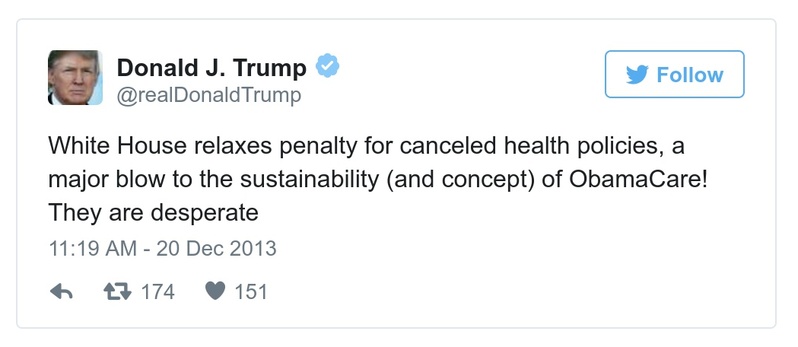 Donald J. Trump
@realDonaldTrump
Follow
White House relaxes penalty for canceled health policies, a
major blow to the sustainability (and concept) of ObamaCare!
They are desperate
11:19 AM - 20 Dec 2013
174 151